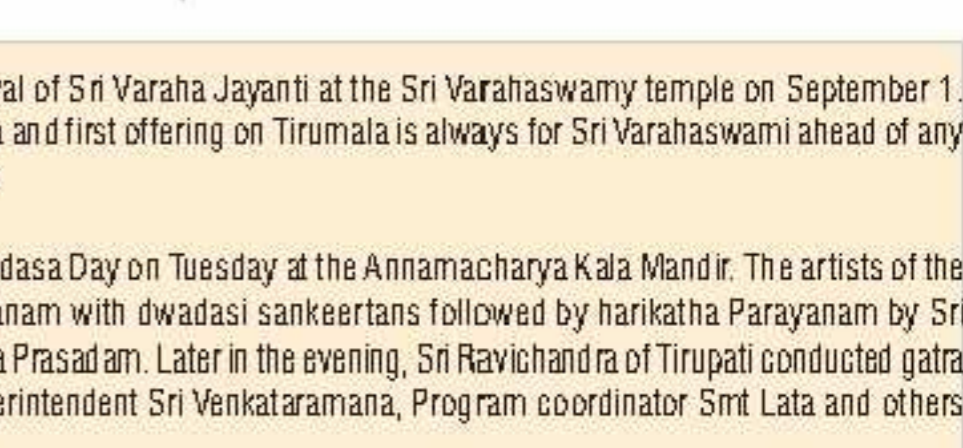 al of Sri Varaha Jayanti at the Sri Varahaswamy temple on September 1.
and first offering on Tirumala is always for Sri Varahaswami ahead of any
dasa Day on Tuesday at the Annamacharya Kala Mandir. The artists of the
anam with dwadasi sankeertans followed by harikatha Parayanam by Sri
a Prasadam. Later in the evening, Sri Ravichandra of Tirupati conducted gatra
erintendent Sri Venkataramana, Program coordinator Smt Lata and others